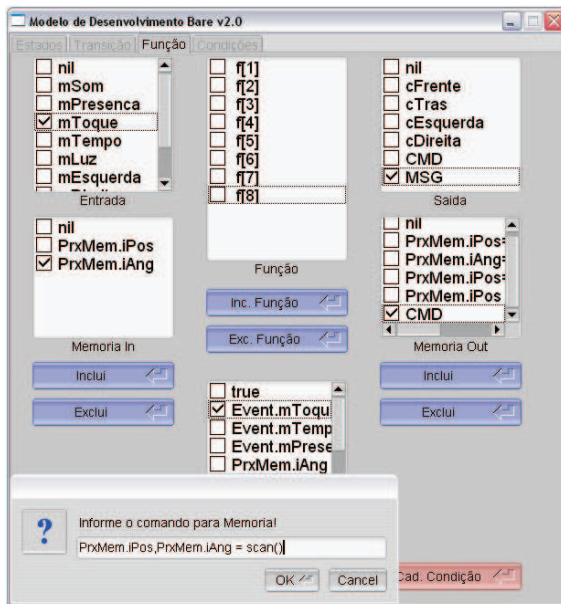 Modelo de Desenvolvimento Bare v2.0
Estados Transição Função Condições
nil
mSom
mPresenca
mToque
mTempo
mLuz
mEsquerda
Entrada
f[1]
f[2]
f[3]
f[4]
f[5]
f[6]
f[7]
f[8]
Função
nil
cFrente
cTras
cEsquerda
cDireita
CMD
MSG
Saida
nil
PrxMem.iPos
PrxMem.iAng
Memoria In
Inclui
Exclui
Inc. Função
Exc. Função
nil
PrxMem.iPos=
PrxMem.iAng=
PrxMem.iPos=
PrxMem.iPos
CMD
Memoria Out
Inclui
Exclui
true
Event.mToqu
Event.mTemp
Event.mPrese
PrxMem.iAng
?
Informe o comando para Memoria!
PrxMem.iPos,PrxMem.iAng = scan()
OK
Cancel
Cad. Condição